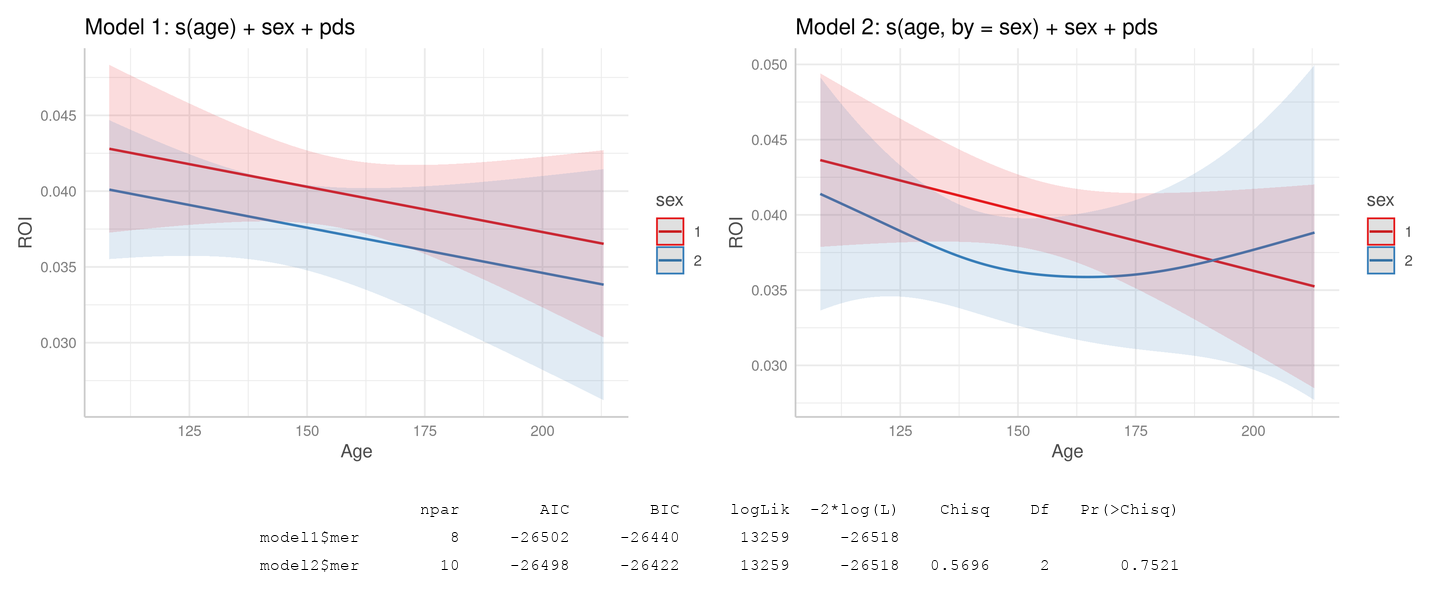 Model 1: s(age) + sex + pds
0.045
0.040
0.035
0.030
ROI
125 150 175 200
Age
sex
1
2
Model 2: s(age, by = sex) + sex + pds
0.050
0.045
0.040
0.035
0.030
ROI
125 150 175 200
Age
sex
1
2
npar AIC BIC logLik -2*log(L) Chisq Df Pr(>Chisq)
model1$mer 8 -26502 -26440 13259 -26518
model2$mer 10 -26498 -26422 13259 -26518 0.5696 2 0.7521